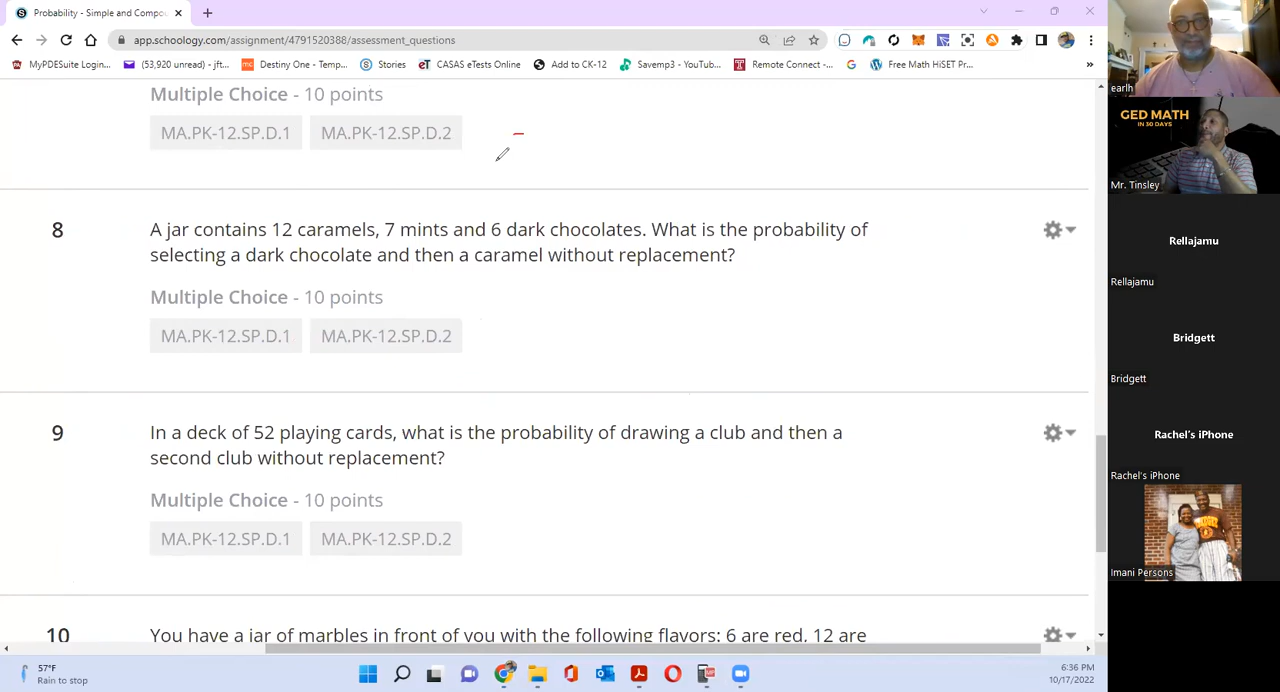 Probability - Simple and Compou
app.schoology.com/assignment/4791520388/assessment_questions
MyPDESuite Login...
(53,920 unread) - jft...
Destiny One - Temp...
Stories
CASAS eTests Online
Add to CK-12
Savemp3 - YouTub...
Remote Connect -...
Free Math HiSET Pr...
Multiple Choice - 10 points
MA.PK-12.SP.D.1 MA.PK-12.SP.D.2
8
A jar contains 12 caramels, 7 mints and 6 dark chocolates. What is the probability of
selecting a dark chocolate and then a caramel without replacement?
Multiple Choice - 10 points
MA.PK-12.SP.D.1 MA.PK-12.SP.D.2
9
In a deck of 52 playing cards, what is the probability of drawing a club and then a
second club without replacement?
Multiple Choice - 10 points
MA.PK-12.SP.D.1 MA.PK-12.SP.D.2
10
You have a jar of marbles in front of you with the following flavors: 6 are red, 12 are
57°F
Rain to stop
6:36 PM
10/17/2022
earlh
GED MATH
IN 30 DAYS
Mr. Tinsley
Rellajamu
Rellajamu
Bridgett
Bridgett
Rachel's iPhone
Rachel's iPhone
Imani Persons